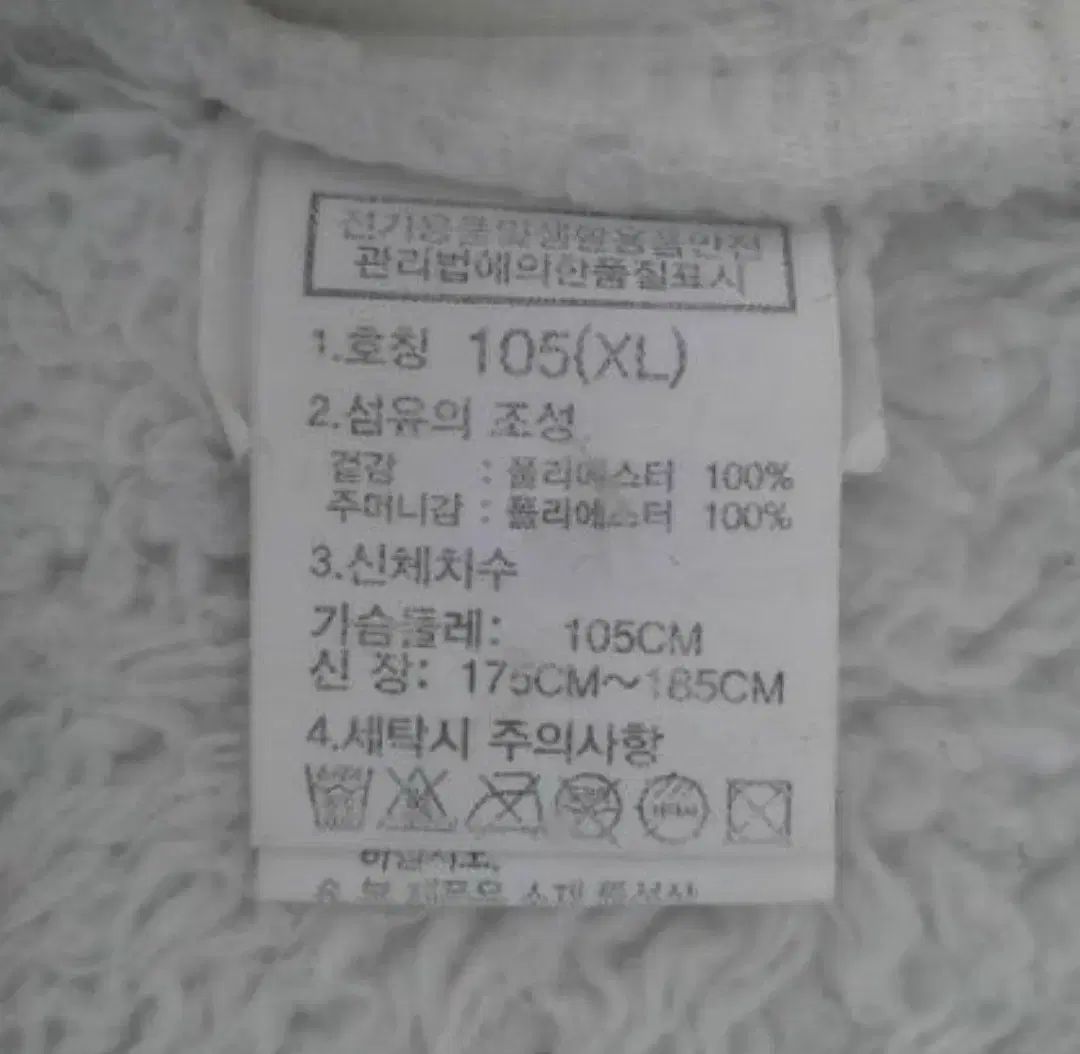 전기용품및생활용품안전
관리법에의한품질표시
1.호칭 105(XL)
2.섬유의 조성
겉감 : 폴리에스터 100%
주머니감 : 폴리에스터 100%
3.신체치수
가슴둘레: 105CM
신 장: 175CM~185CM
4.세탁시 주의사항